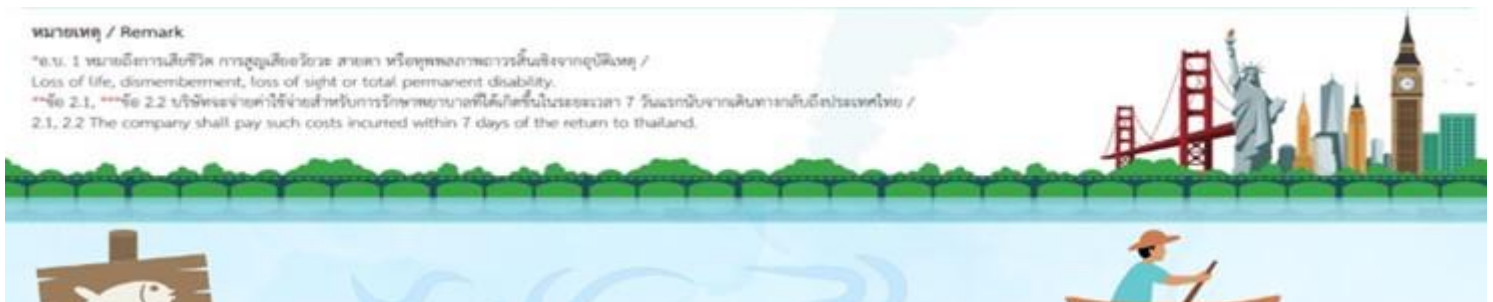 หมายเหตุ / Remark
*อ.บ. 1 หมายถึงการเสียชีวิต การสูญเสียอวัยวะ สายตา หรือทุพพลภาพถาวรสิ้นเชิงจากอุบัติเหตุ /
Loss of life, dismemberment, loss of sight or total permanent disability.
**ข้อ 2.1, ***ข้อ 2.2 บริษัทจะจ่ายค่าใช้จ่ายสำหรับการรักษาพยาบาลที่ได้เกิดขึ้นในระยะเวลา 7 วันแรกนับจากเดินทางกลับถึงประเทศไทย /
2.1, 2.2 The company shall pay such costs incurred within 7 days of the return to thailand.